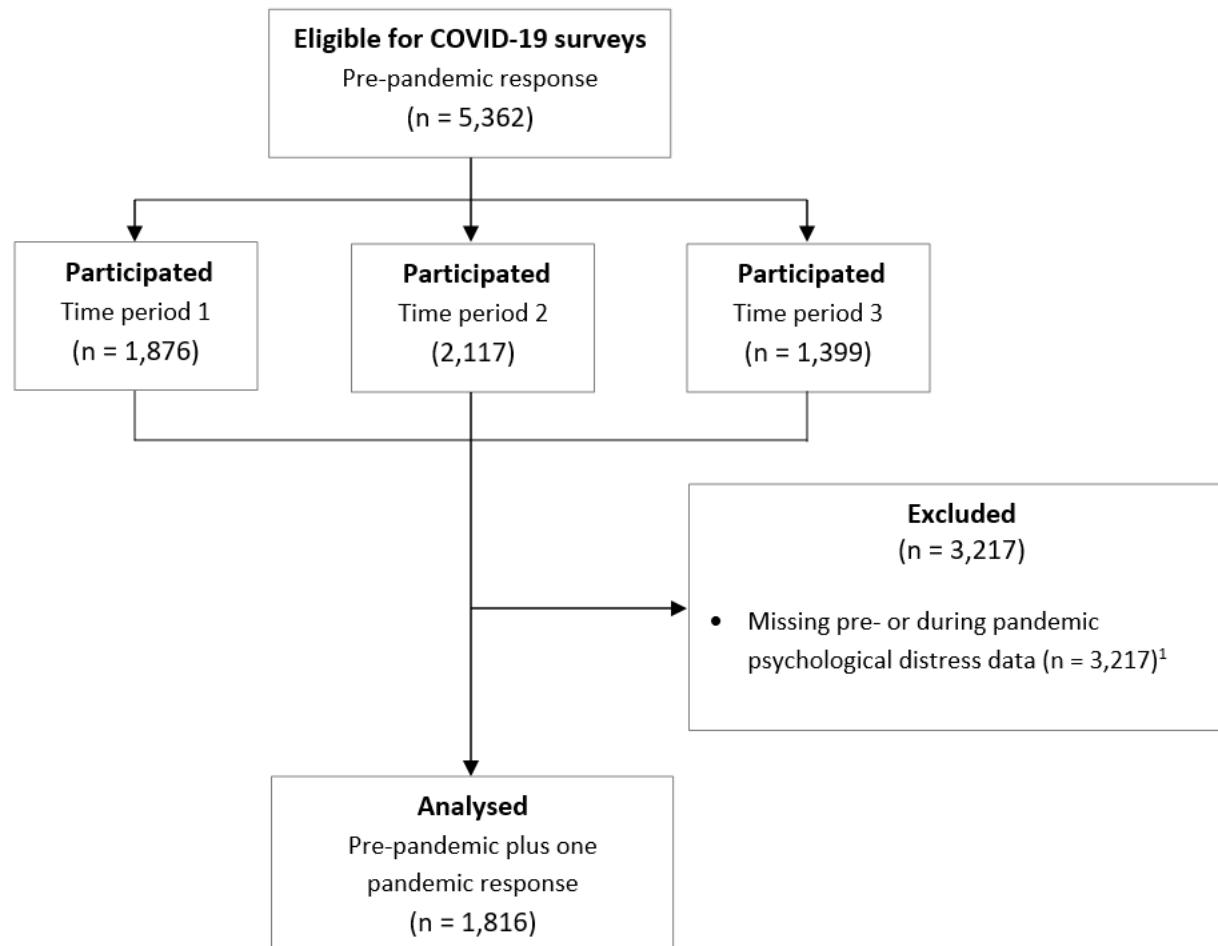 Eligible for COVID-19 surveys
Pre-pandemic response
(n = 5,362)
Participated
Time period 1
(n = 1,876)
Participated
Time period 2
(2,117)
Participated
Time period 3
(n = 1,399)
Excluded
(n = 3,217)
• Missing pre- or during pandemic
psychological distress data (n = 3,217)¹
Analysed
Pre-pandemic plus one
pandemic response
(n = 1,816)